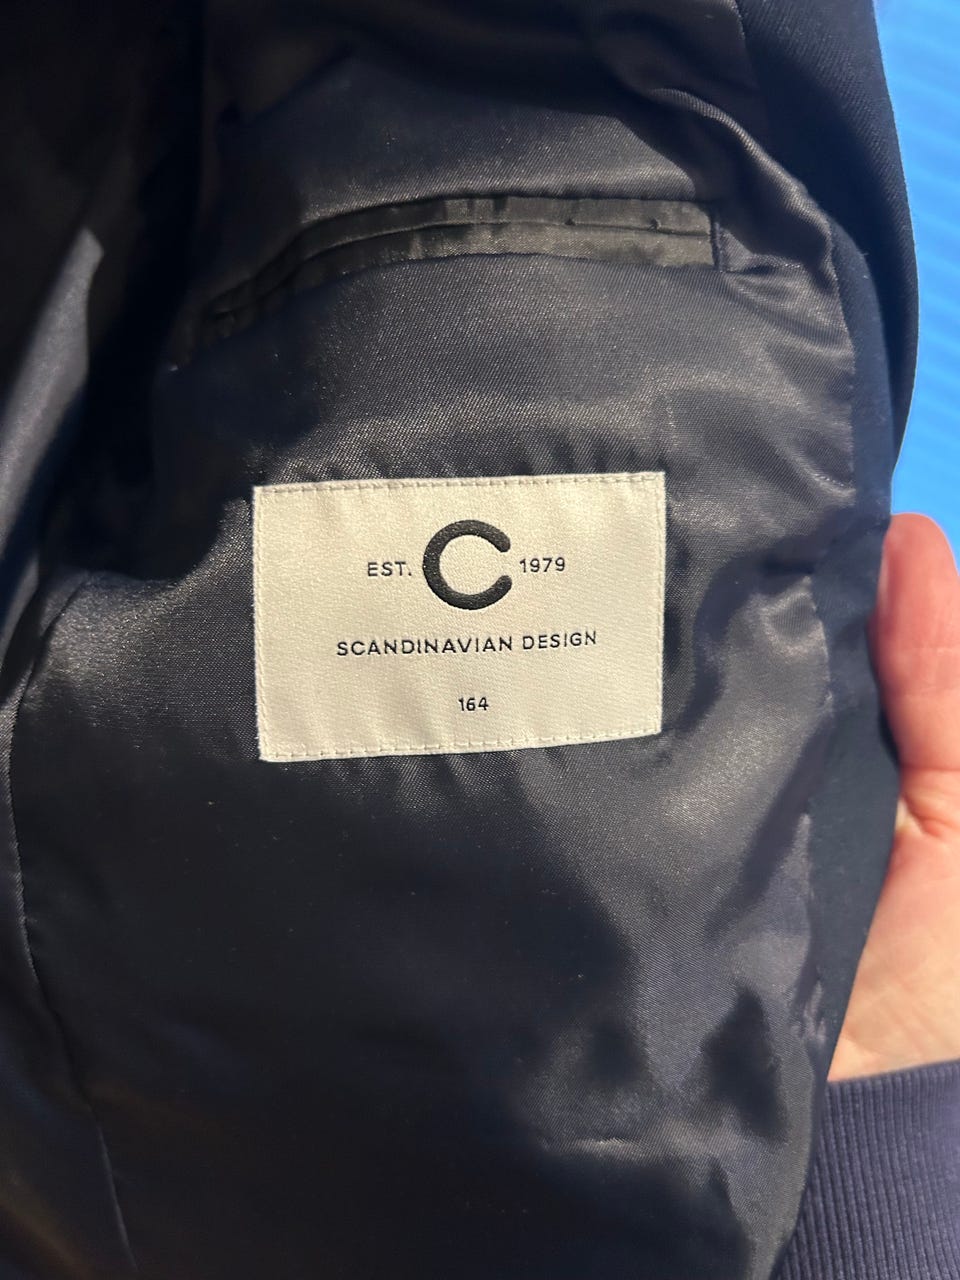 EST. C 1979
SCANDINAVIAN DESIGN
164